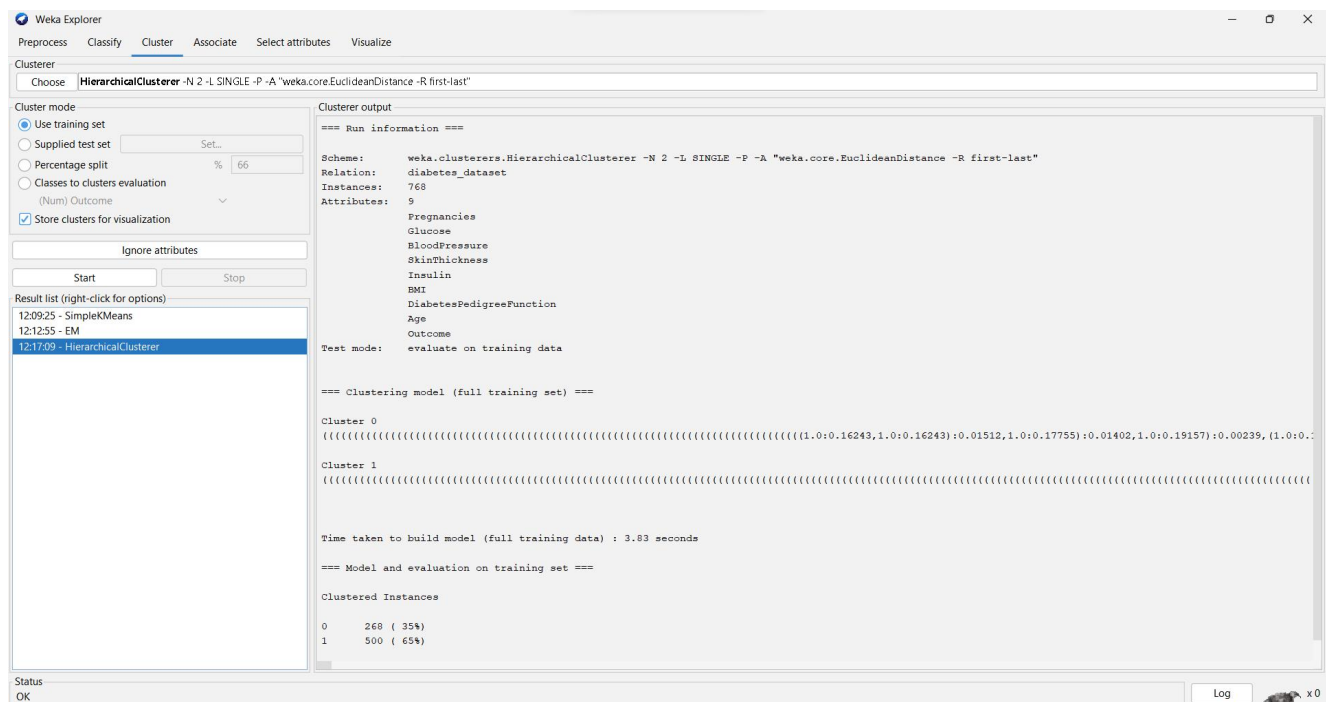 Weka Explorer
Preprocess Classify Cluster Associate Select attributes Visualize
Clusterer
Choose HierarchicalClusterer -N 2 -L SINGLE -P -A "weka.core.EuclideanDistance -R first-last"
Cluster mode
Use training set
Supplied test set Set...
Percentage split % 66
Classes to clusters evaluation
(Num) Outcome
Store clusters for visualization
Ignore attributes
Start Stop
Result list (right-click for options)
12:09:25 - SimpleKMeans
12:12:55 - EM
12:17:09 - HierarchicalClusterer
Clusterer output
=== Run information ===
Scheme: weka.clusterers.HierarchicalClusterer -N 2 -L SINGLE -P -A "weka.core.EuclideanDistance -R first-last"
Relation: diabetes_dataset
Instances: 768
Attributes: 9
Pregnancies
Glucose
BloodPressure
SkinThickness
Insulin
BMI
DiabetesPedigreeFunction
Age
Outcome
Test mode: evaluate on training data
=== Clustering model (full training set) ===
Cluster 0
(1.0:0.16243,1.0:0.16243):0.01512,1.0:0.17755):0.01402,1.0:0.19157):0.00239,(1.0:0.
Cluster 1
Time taken to build model (full training data) : 3.83 seconds
=== Model and evaluation on training set ===
Clustered Instances
0 268 ( 35%)
1 500 ( 65%)
Status
OK
Log x 0